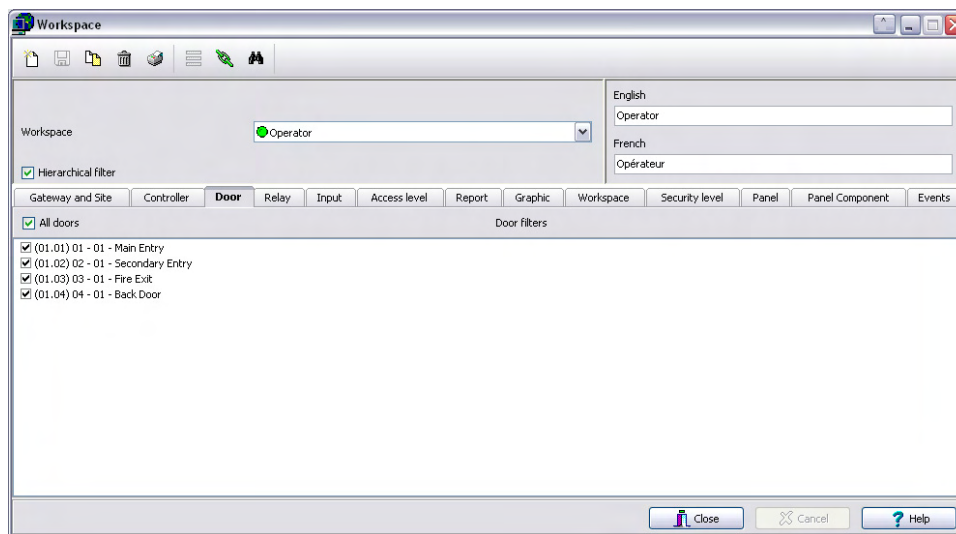 Workspace
English
Operator
Workspace
Operator
French
Opérateur
Hierarchical filter
Gateway and Site Controller Door Relay Input Access level Report Graphic Workspace Security level Panel Panel Component Events
All doors Door filters
(01.01) 01 - 01 - Main Entry
(01.02) 02 - 01 - Secondary Entry
(01.03) 03 - 01 - Fire Exit
(01.04) 04 - 01 - Back Door
Close Cancel ? Help